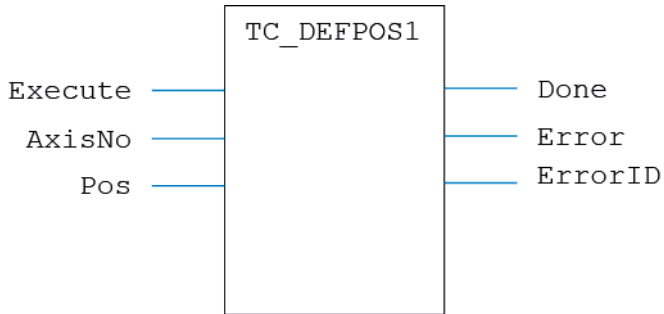 TC_DEFPOS1
Execute
Done
AxisNo
Error
Pos
ErrorID